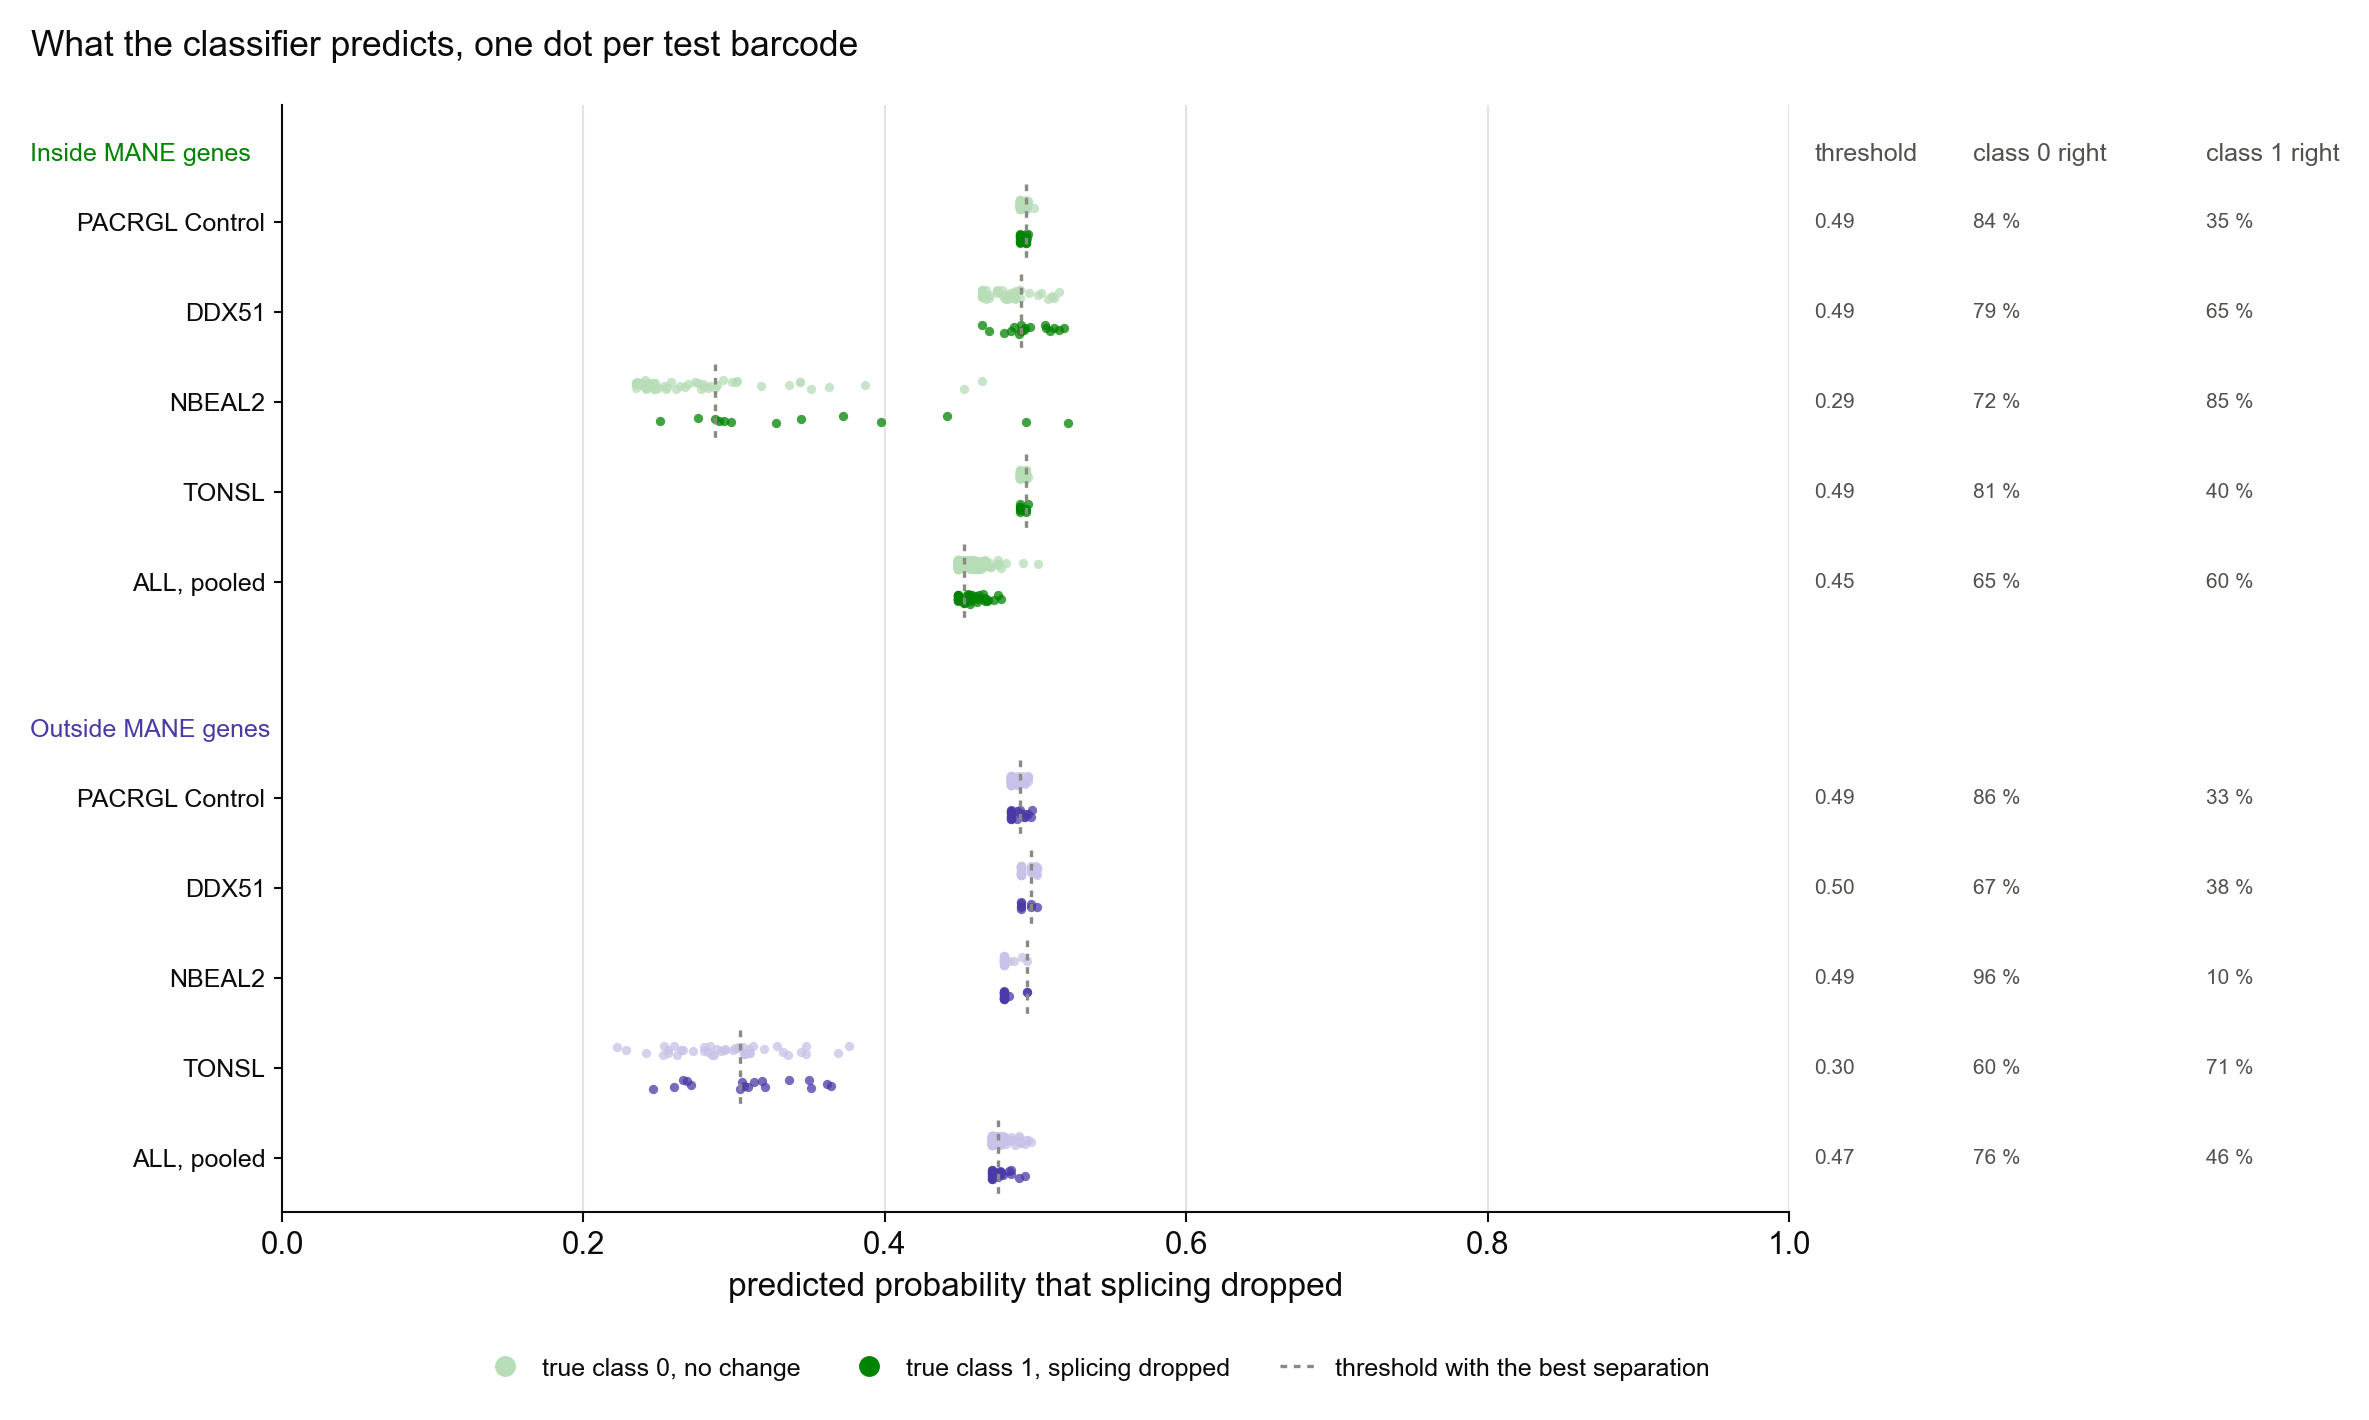 What the classifier predicts, one dot per test barcode
Inside MANE genes threshold class 0 right class 1 right
PACRGL Control 0.49 84 % 35 %
DDX51 0.49 79 % 65 %
NBEAL2 0.29 72 % 85 %
TONSL 0.49 81 % 40 %
ALL, pooled 0.45 65 % 60 %
Outside MANE genes
PACRGL Control 0.49 86 % 33 %
DDX51 0.50 67 % 38 %
NBEAL2 0.49 96 % 10 %
TONSL 0.30 60 % 71 %
ALL, pooled 0.47 76 % 46 %
0.0 0.2 0.4 0.6 0.8 1.0
predicted probability that splicing dropped
true class 0, no change true class 1, splicing dropped threshold with the best separation